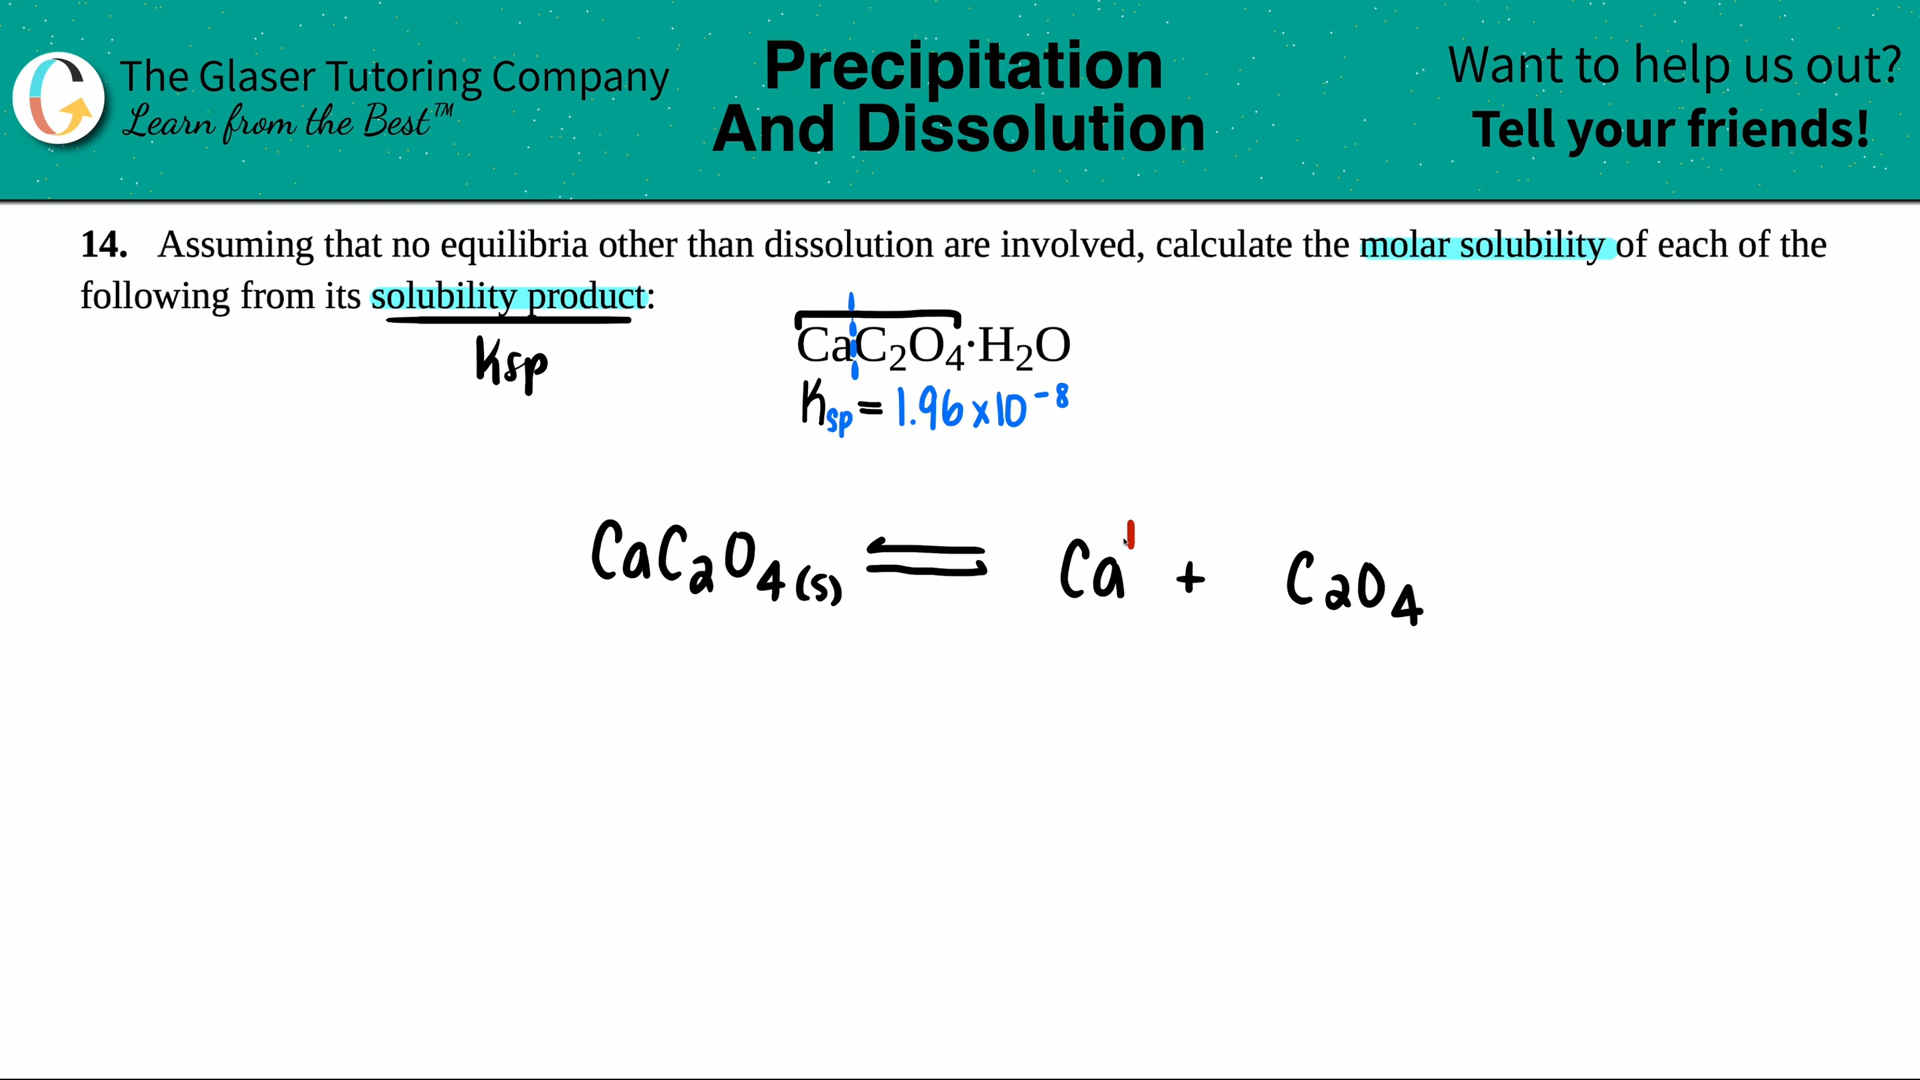 The Glaser Tutoring Company
Learn from the Best™
Precipitation
And Dissolution
Want to help us out?
Tell your friends!
14. Assuming that no equilibria other than dissolution are involved, calculate the molar solubility of each of the
following from its solubility product:
Ksp
CaC₂O₄·H₂O
Ksp = 1.96 x 10⁻⁸
CaC₂O₄(s) ⇌ Ca¹ + C₂O₄